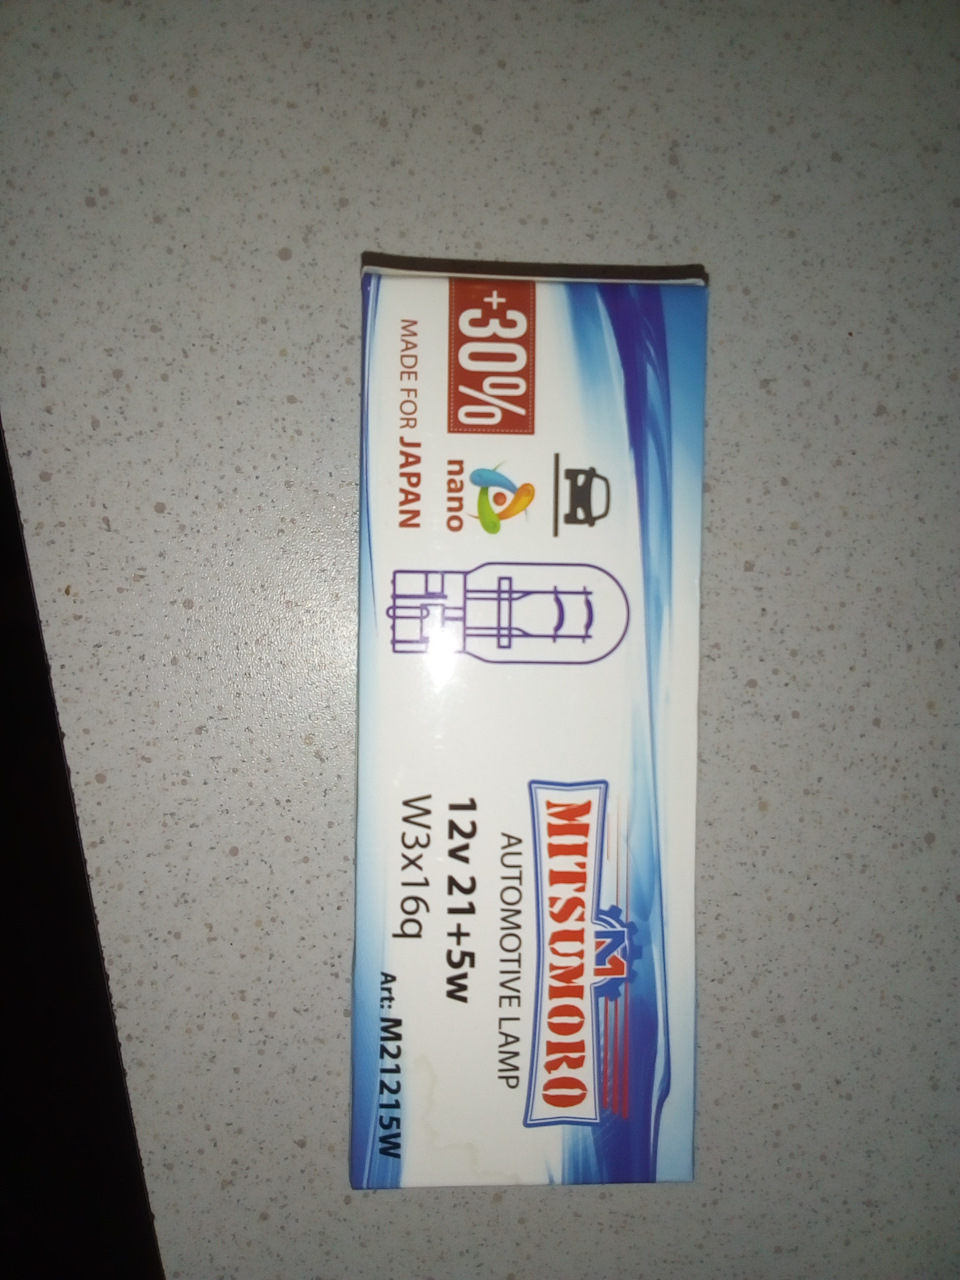 MITSUMORO
M
AUTOMOTIVE LAMP
12v 21+5w
W3x16q
Art: M21215W
+30%
nano
MADE FOR JAPAN